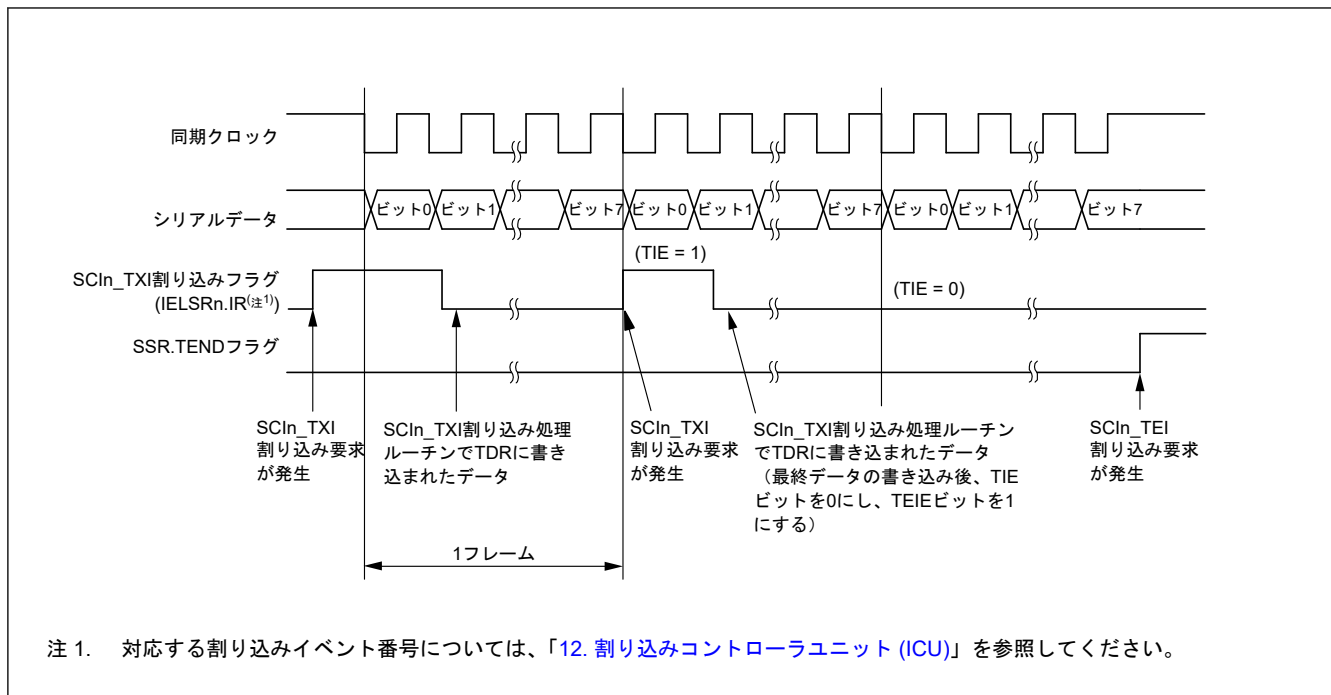 同期クロック
シリアルデータ
ビット0 ビット1 ビット7 ビット0 ビット1 ビット7 ビット0 ビット1 ビット7
SCIn_TXI割り込みフラグ
(IELSRn.IR(注1))
(TIE = 1)
(TIE = 0)
SSR.TENDフラグ
SCIn_TXI
割り込み要求
が発生
SCIn_TXI割り込み処理
ルーチンでTDRに書き
込まれたデータ
SCIn_TXI
割り込み要求
が発生
SCIn_TXI割り込み処理ルーチン
でTDRに書き込まれたデータ
（最終データの書き込み後、TIE
ビットを0にし、TEIEビットを1
にする）
SCIn_TEI
割り込み要求
が発生
1フレーム
注 1. 対応する割り込みイベント番号については、「12. 割り込みコントローラユニット (ICU)」を参照してください。